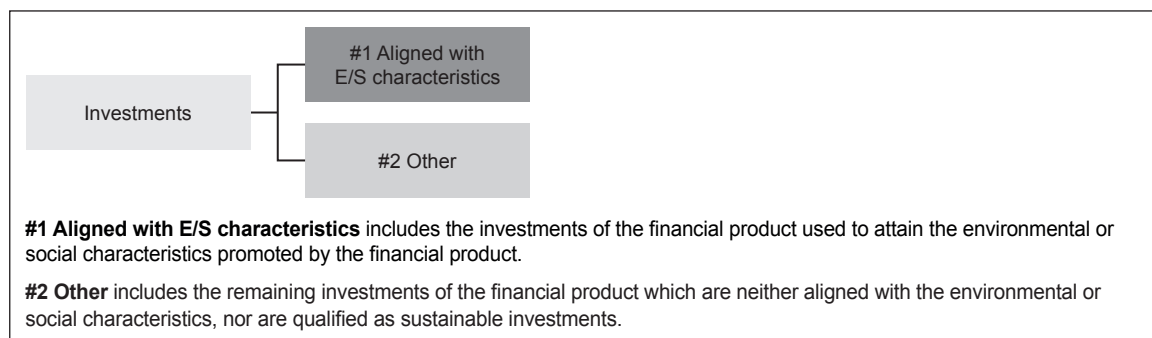 #1 Aligned with
E/S characteristics
Investments
#2 Other
#1 Aligned with E/S characteristics includes the investments of the financial product used to attain the environmental or
social characteristics promoted by the financial product.
#2 Other includes the remaining investments of the financial product which are neither aligned with the environmental or
social characteristics, nor are qualified as sustainable investments.